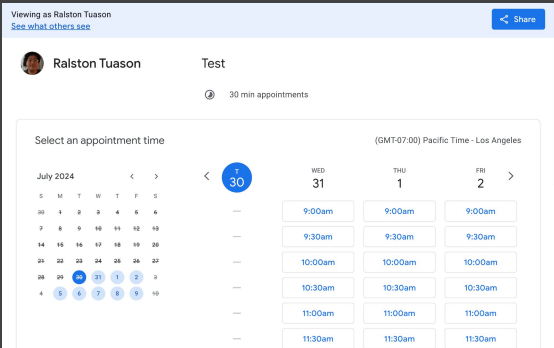 Viewing as Ralston Tuason
See what others see
Share
Ralston Tuason
Test
30 min appointments
Select an appointment time
(GMT-07:00) Pacific Time - Los Angeles
July 2024
S M T W T F S
30 1 2 3 4 5 6
7 8 9 10 11 12 13
14 15 16 17 18 19 20
21 22 23 24 25 26 27
28 29 30 31 1 2 3
4 5 6 7 8 9 10
T WED THU FRI
30 31 1 2
— 9:00am 9:00am 9:00am
— 9:30am 9:30am 9:30am
— 10:00am 10:00am 10:00am
— 10:30am 10:30am 10:30am
— 11:00am 11:00am 11:00am
— 11:30am 11:30am 11:30am